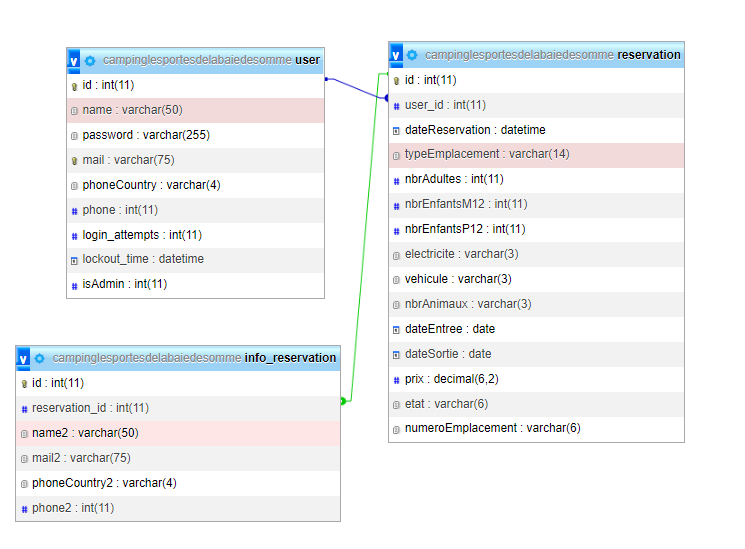 campinglesportesdelabaiedesomme user
id : int(11)
name : varchar(50)
password : varchar(255)
mail : varchar(75)
phoneCountry : varchar(4)
phone : int(11)
login_attempts : int(11)
lockout_time : datetime
isAdmin : int(11)
campinglesportesdelabaiedesomme reservation
id : int(11)
user_id : int(11)
dateReservation : datetime
typeEmplacement : varchar(14)
nbrAdultes : int(11)
nbrEnfantsM12 : int(11)
nbrEnfantsP12 : int(11)
electricite : varchar(3)
vehicule : varchar(3)
nbrAnimaux : varchar(3)
dateEntree : date
dateSortie : date
prix : decimal(6,2)
etat : varchar(6)
numeroEmplacement : varchar(6)
campinglesportesdelabaiedesomme info_reservation
id : int(11)
reservation_id : int(11)
name2 : varchar(50)
mail2 : varchar(75)
phoneCountry2 : varchar(4)
phone2 : int(11)